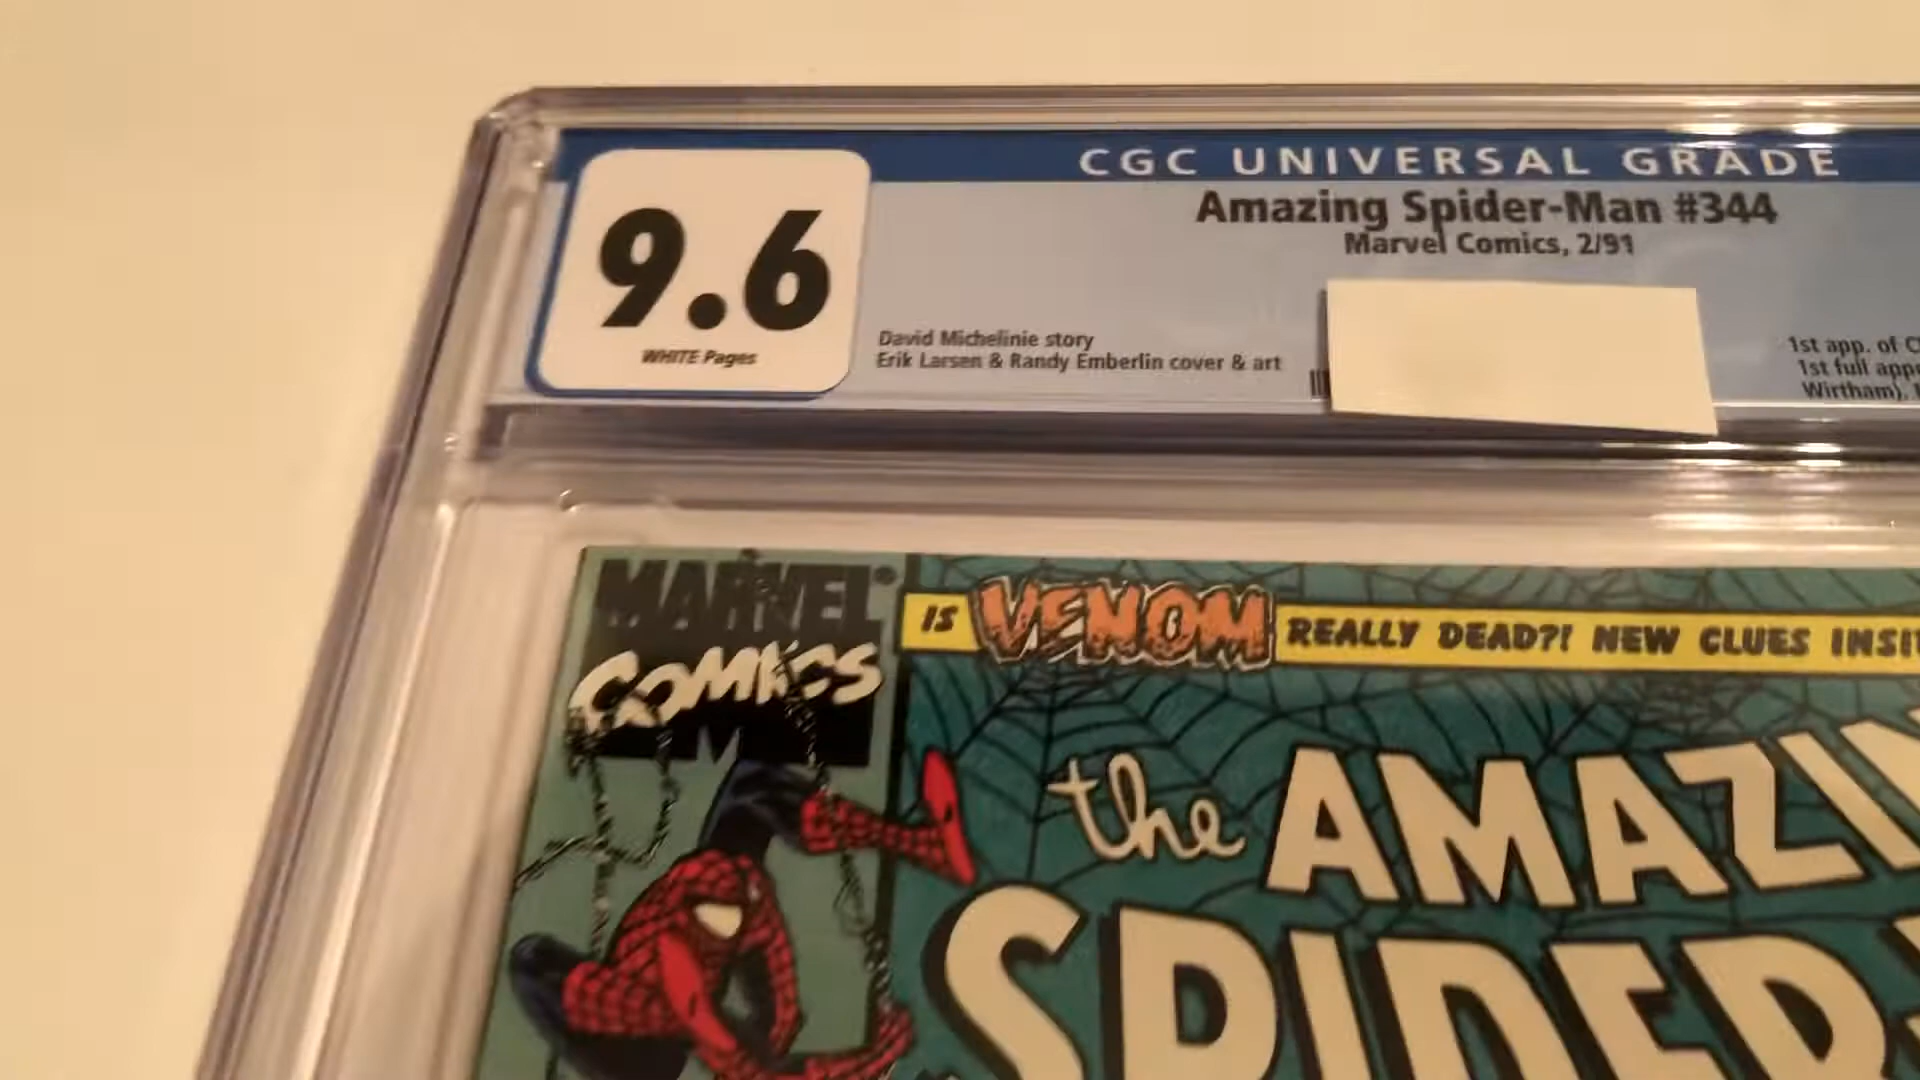 CGC UNIVERSAL GRADE
9.6
WHITE Pages
Amazing Spider-Man #344
Marvel Comics, 2/91
David Michelinie story
Erik Larsen & Randy Emberlin cover & art
1st app. of
1st full
Wirtham),
MARVEL®
COMICS
IS VENOM REALLY DEAD?! NEW CLUES
the AMAZIN
SPIDER-